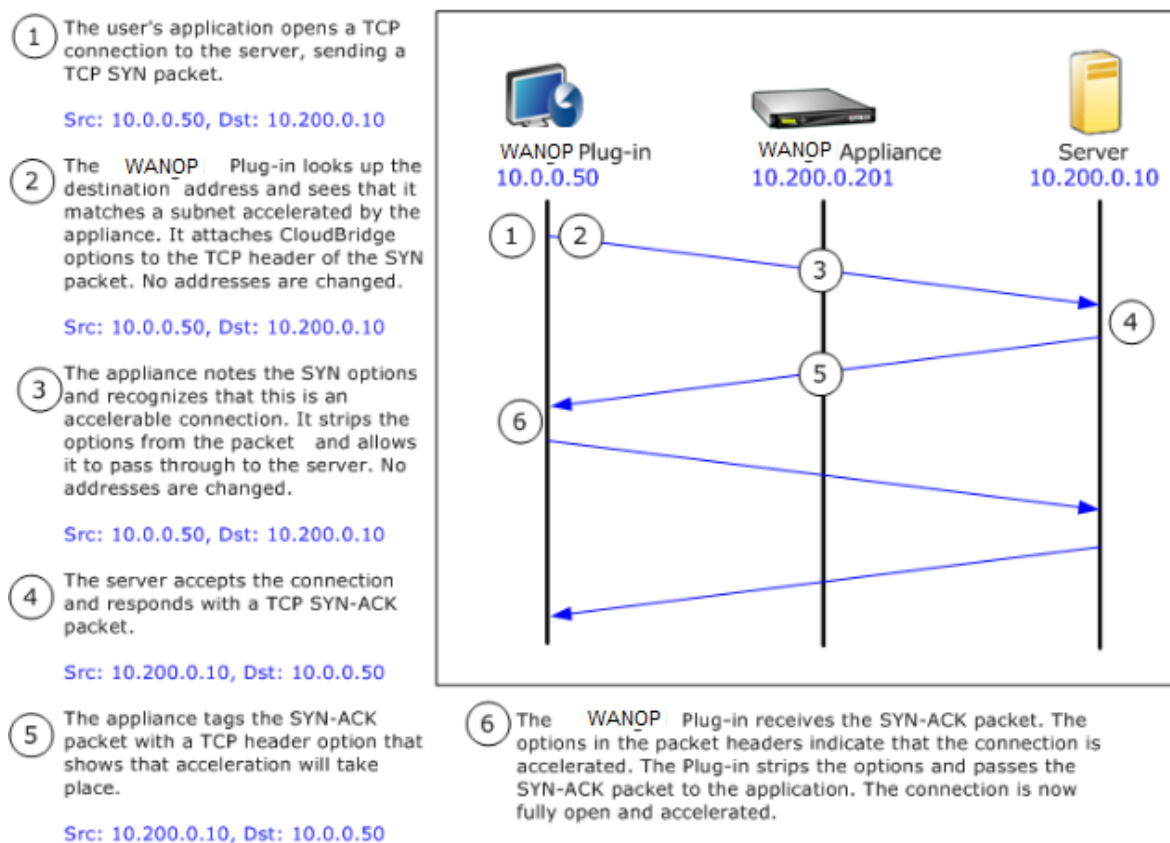 1
The user's application opens a TCP
connection to the server, sending a
TCP SYN packet.
Src: 10.0.0.50, Dst: 10.200.0.10
2
The WANOP Plug-in looks up the
destination address and sees that it
matches a subnet accelerated by the
appliance. It attaches CloudBridge
options to the TCP header of the SYN
packet. No addresses are changed.
Src: 10.0.0.50, Dst: 10.200.0.10
3
The appliance notes the SYN options
and recognizes that this is an
accelerable connection. It strips the
options from the packet and allows
it to pass through to the server. No
addresses are changed.
Src: 10.0.0.50, Dst: 10.200.0.10
4
The server accepts the connection
and responds with a TCP SYN-ACK
packet.
Src: 10.200.0.10, Dst: 10.0.0.50
5
The appliance tags the SYN-ACK
packet with a TCP header option that
shows that acceleration will take
place.
Src: 10.200.0.10, Dst: 10.0.0.50
WANOP Plug-in
10.0.0.50
WANOP Appliance
10.200.0.201
Server
10.200.0.10
1
2
3
4
5
6
6
The WANOP Plug-in receives the SYN-ACK packet. The
options in the packet headers indicate that the connection is
accelerated. The Plug-in strips the options and passes the
SYN-ACK packet to the application. The connection is now
fully open and accelerated.